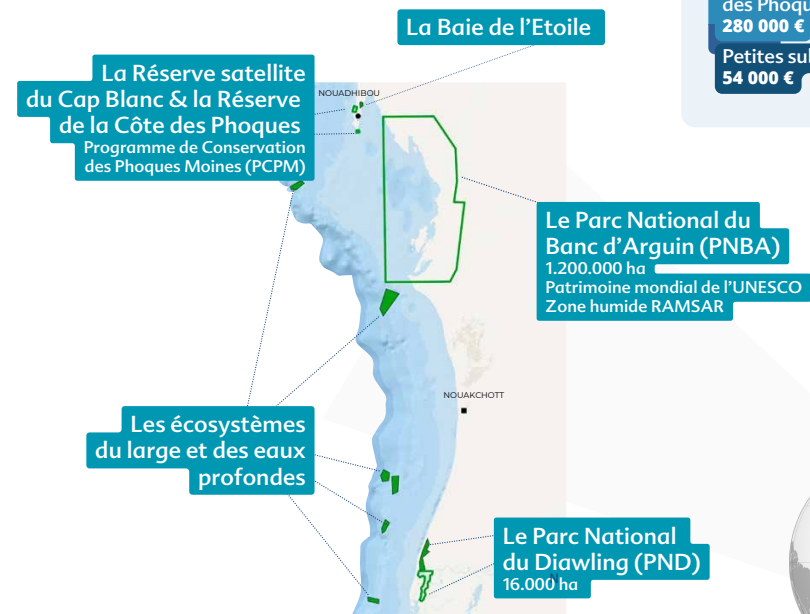 La Baie de l'Etoile
des Phoqu
280 000 €
Petites su
54 000 €
La Réserve satellite
du Cap Blanc & la Réserve
de la Côte des Phoques
Programme de Conservation
des Phoques Moines (PCPM)
NOUADHIBOU
Le Parc National du
Banc d'Arguin (PNBA)
1.200.000 ha
Patrimoine mondial de l'UNESCO
Zone humide RAMSAR
NOUAKCHOTT
Les écosystèmes
du large et des eaux
profondes
Le Parc National
du Diawling (PND)
16.000 ha
N